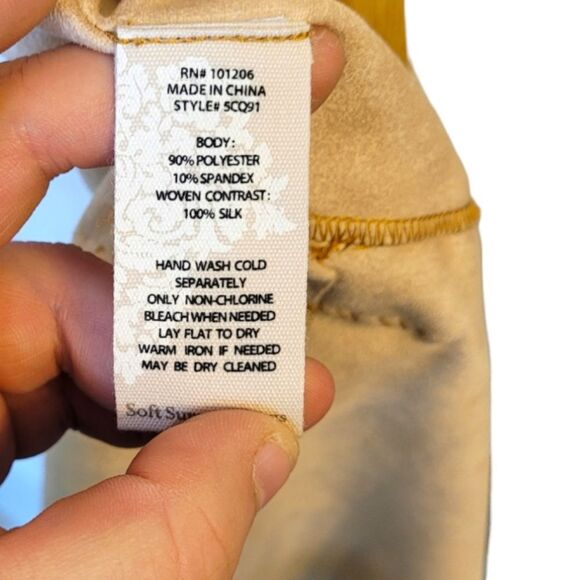 RN# 101206
MADE IN CHINA
STYLE# 5CQ91
BODY:
90% POLYESTER
10% SPANDEX
WOVEN CONTRAST:
100% SILK
HAND WASH COLD
SEPARATELY
ONLY NON-CHLORINE
BLEACH WHEN NEEDED
LAY FLAT TO DRY
WARM IRON IF NEEDED
MAY BE DRY CLEANED
Soft